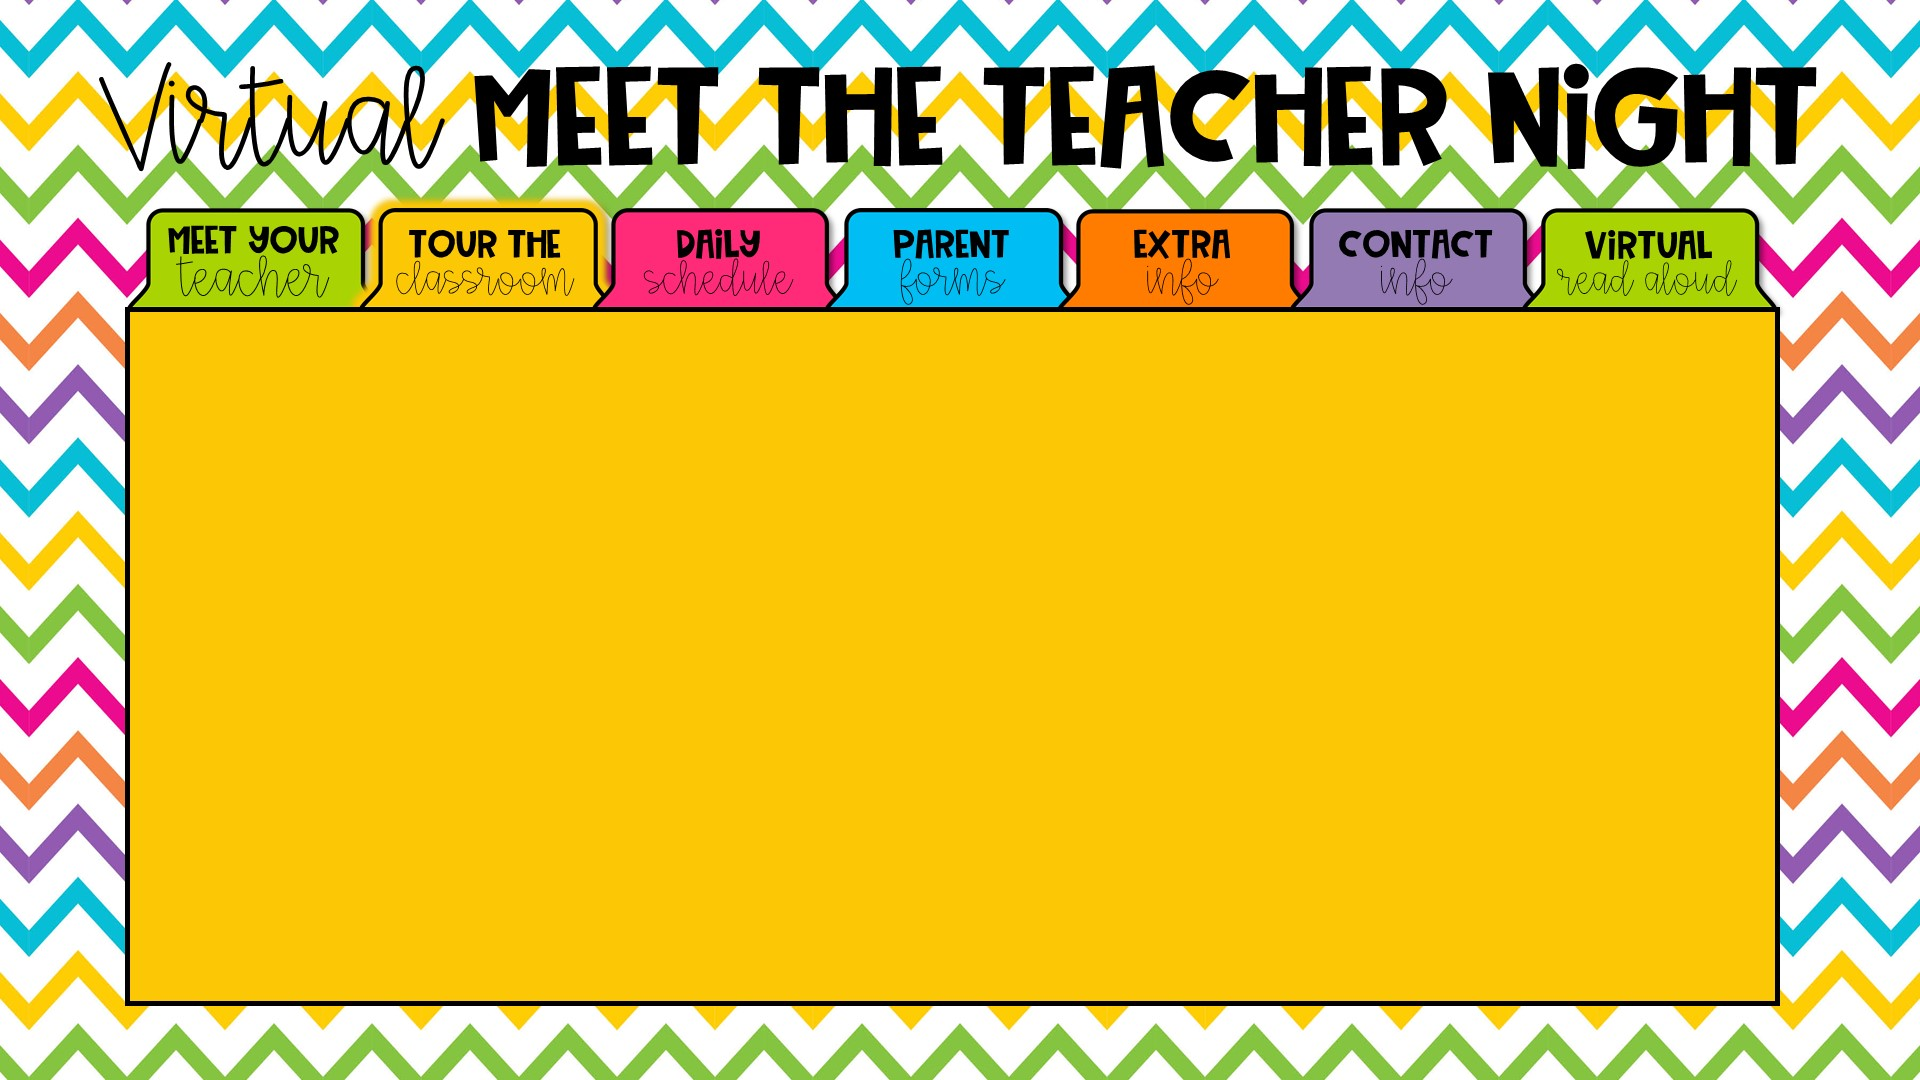 Virtual MEET THE TEACHER NiGHT
MEET YOUR
teacher
TOUR THE
classroom
DAiLY
schedule
PARENT
forms
EXTRA
info
CONTACT
info
ViRTUAL
read aloud